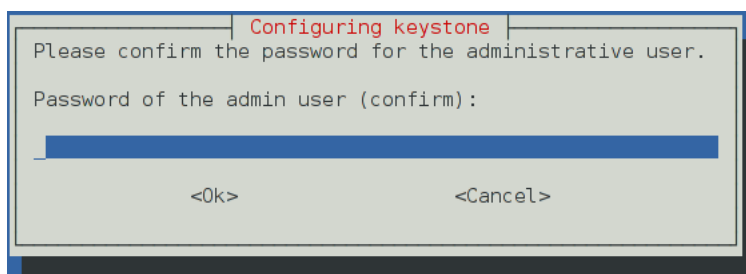 Configuring keystone
Please confirm the password for the administrative user.
Password of the admin user (confirm):
<Ok> <Cancel>